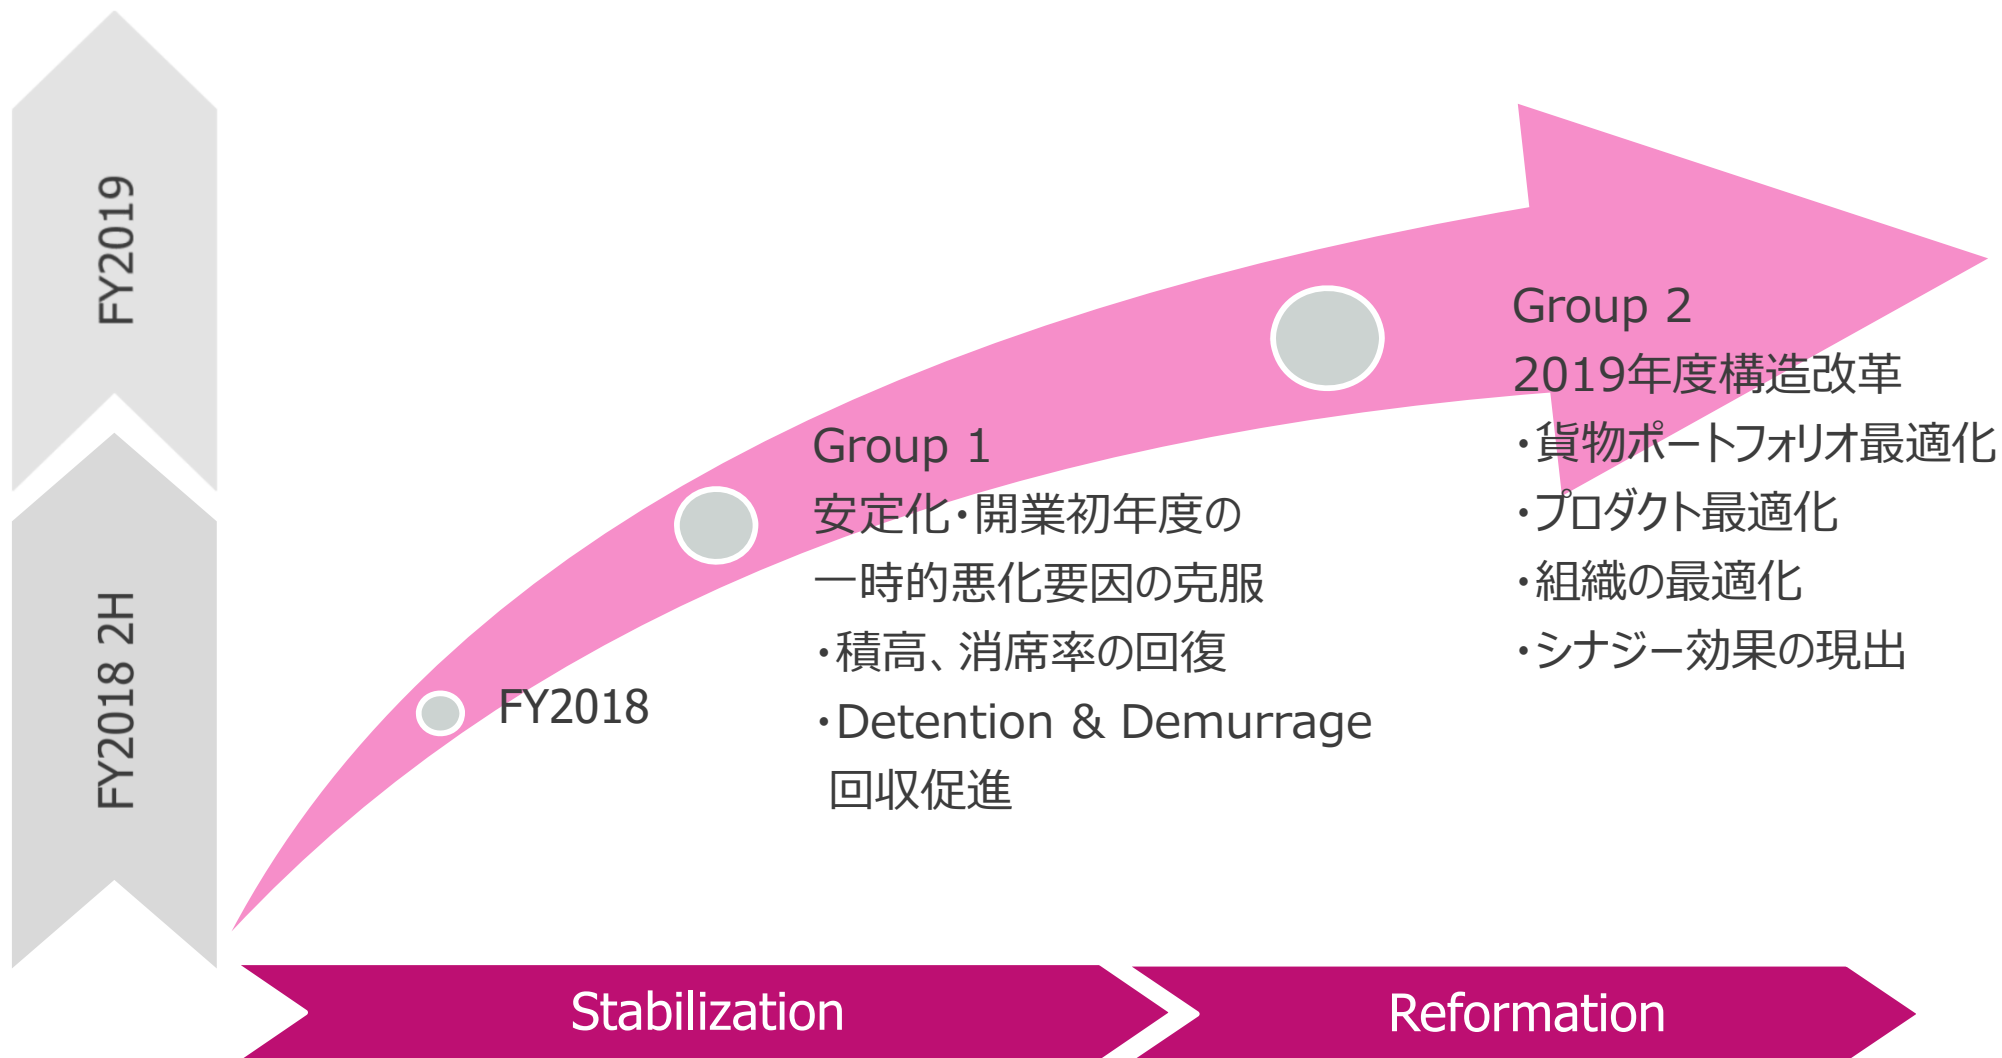 FY2019
FY2018 2H
FY2018
Group 1
安定化・開業初年度の
一時的悪化要因の克服
・積高、消席率の回復
・Detention & Demurrage
回収促進
Group 2
2019年度構造改革
・貨物ポートフォリオ最適化
・プロダクト最適化
・組織の最適化
・シナジー効果の現出
Stabilization
Reformation